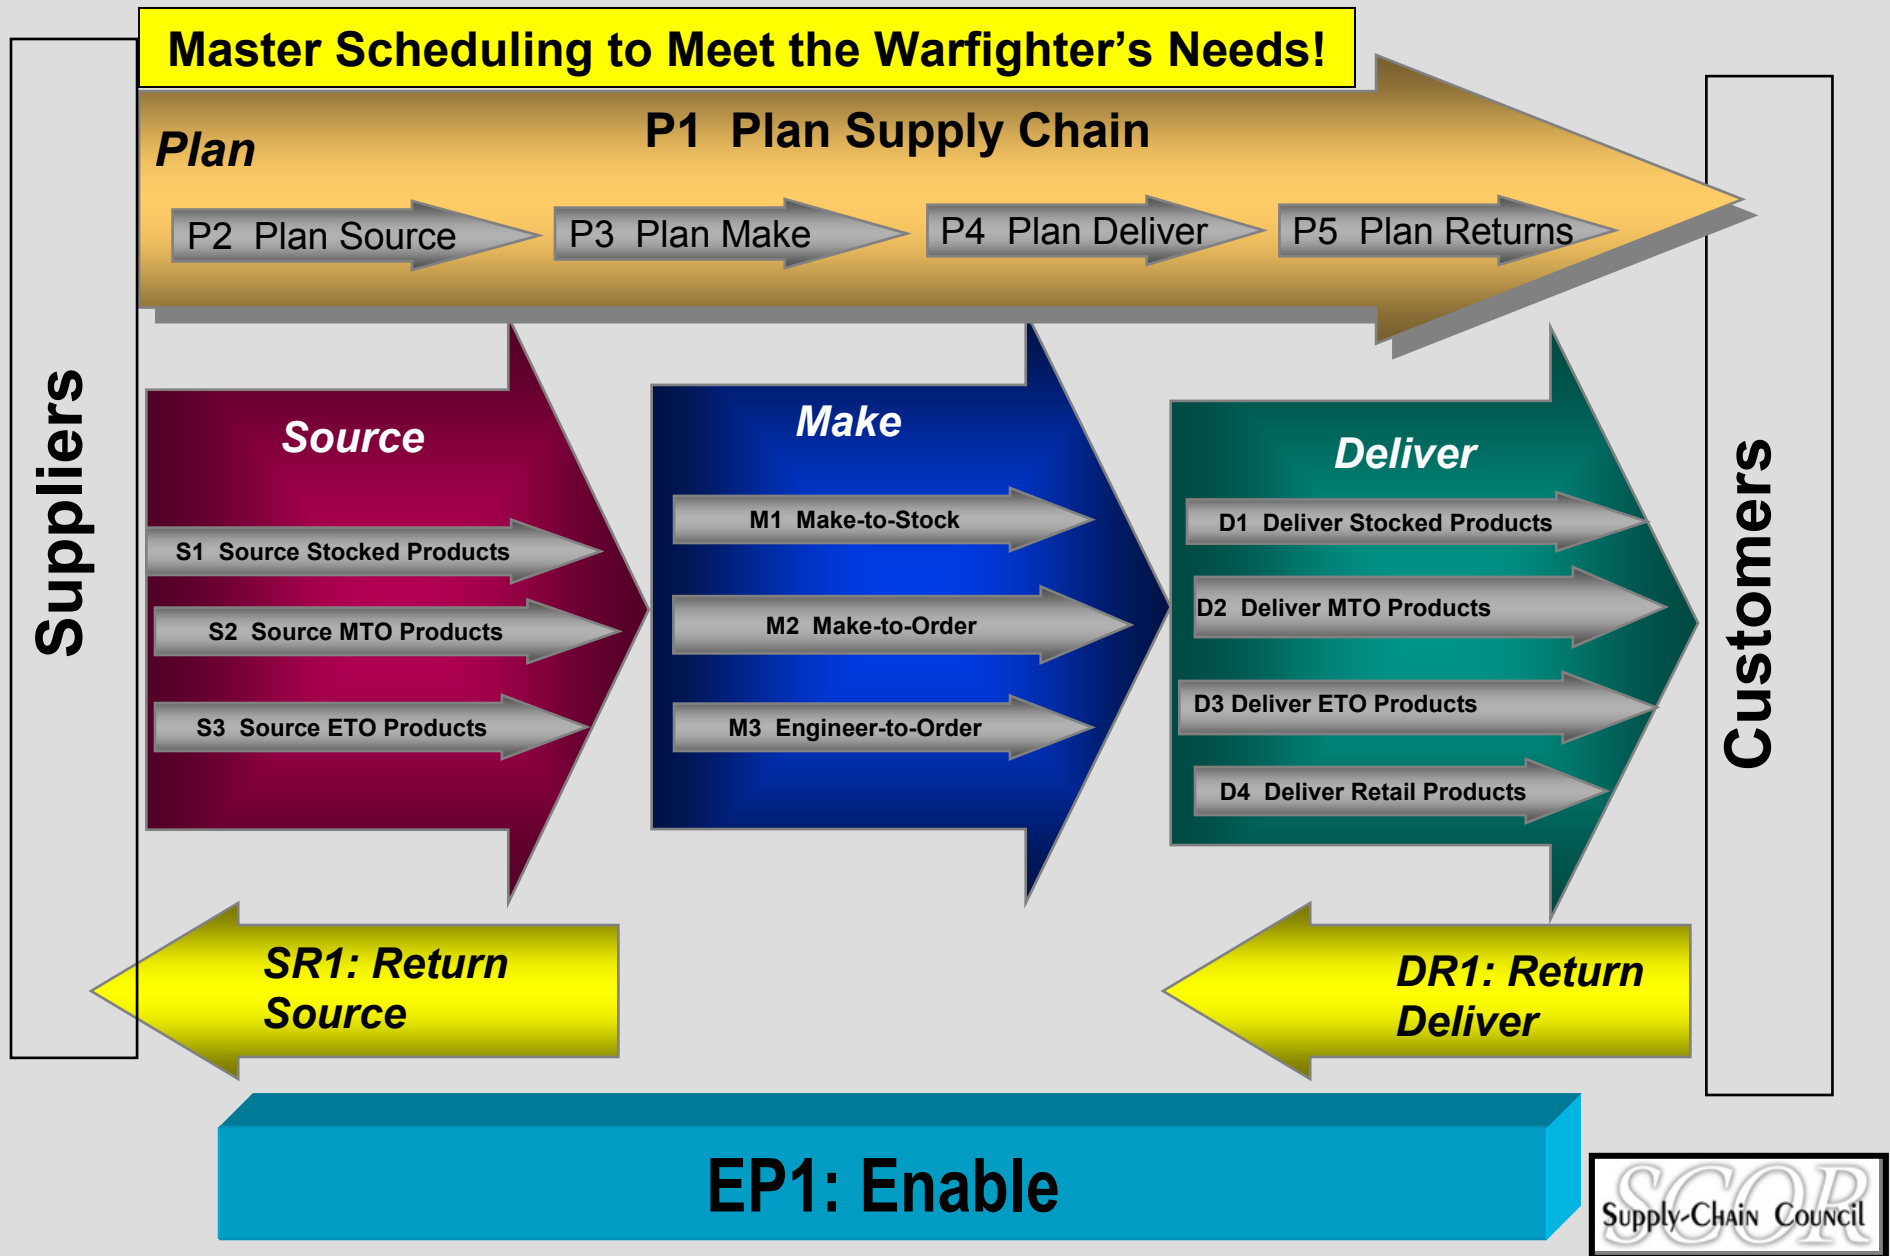 Master Scheduling to Meet the Warfighter’s Needs!
Plan
P1 Plan Supply Chain
P2 Plan Source
P3 Plan Make
P4 Plan Deliver
P5 Plan Returns
Suppliers
Source
S1 Source Stocked Products
S2 Source MTO Products
S3 Source ETO Products
Make
M1 Make-to-Stock
M2 Make-to-Order
M3 Engineer-to-Order
Deliver
D1 Deliver Stocked Products
D2 Deliver MTO Products
D3 Deliver ETO Products
D4 Deliver Retail Products
Customers
SR1: Return
Source
DR1: Return
Deliver
EP1: Enable
SCOR
Supply-Chain Council